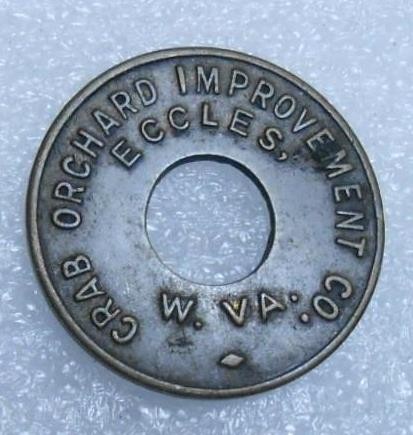 CRAB ORCHARD IMPROVEMENT CO.
ECCLES,
W. VA.